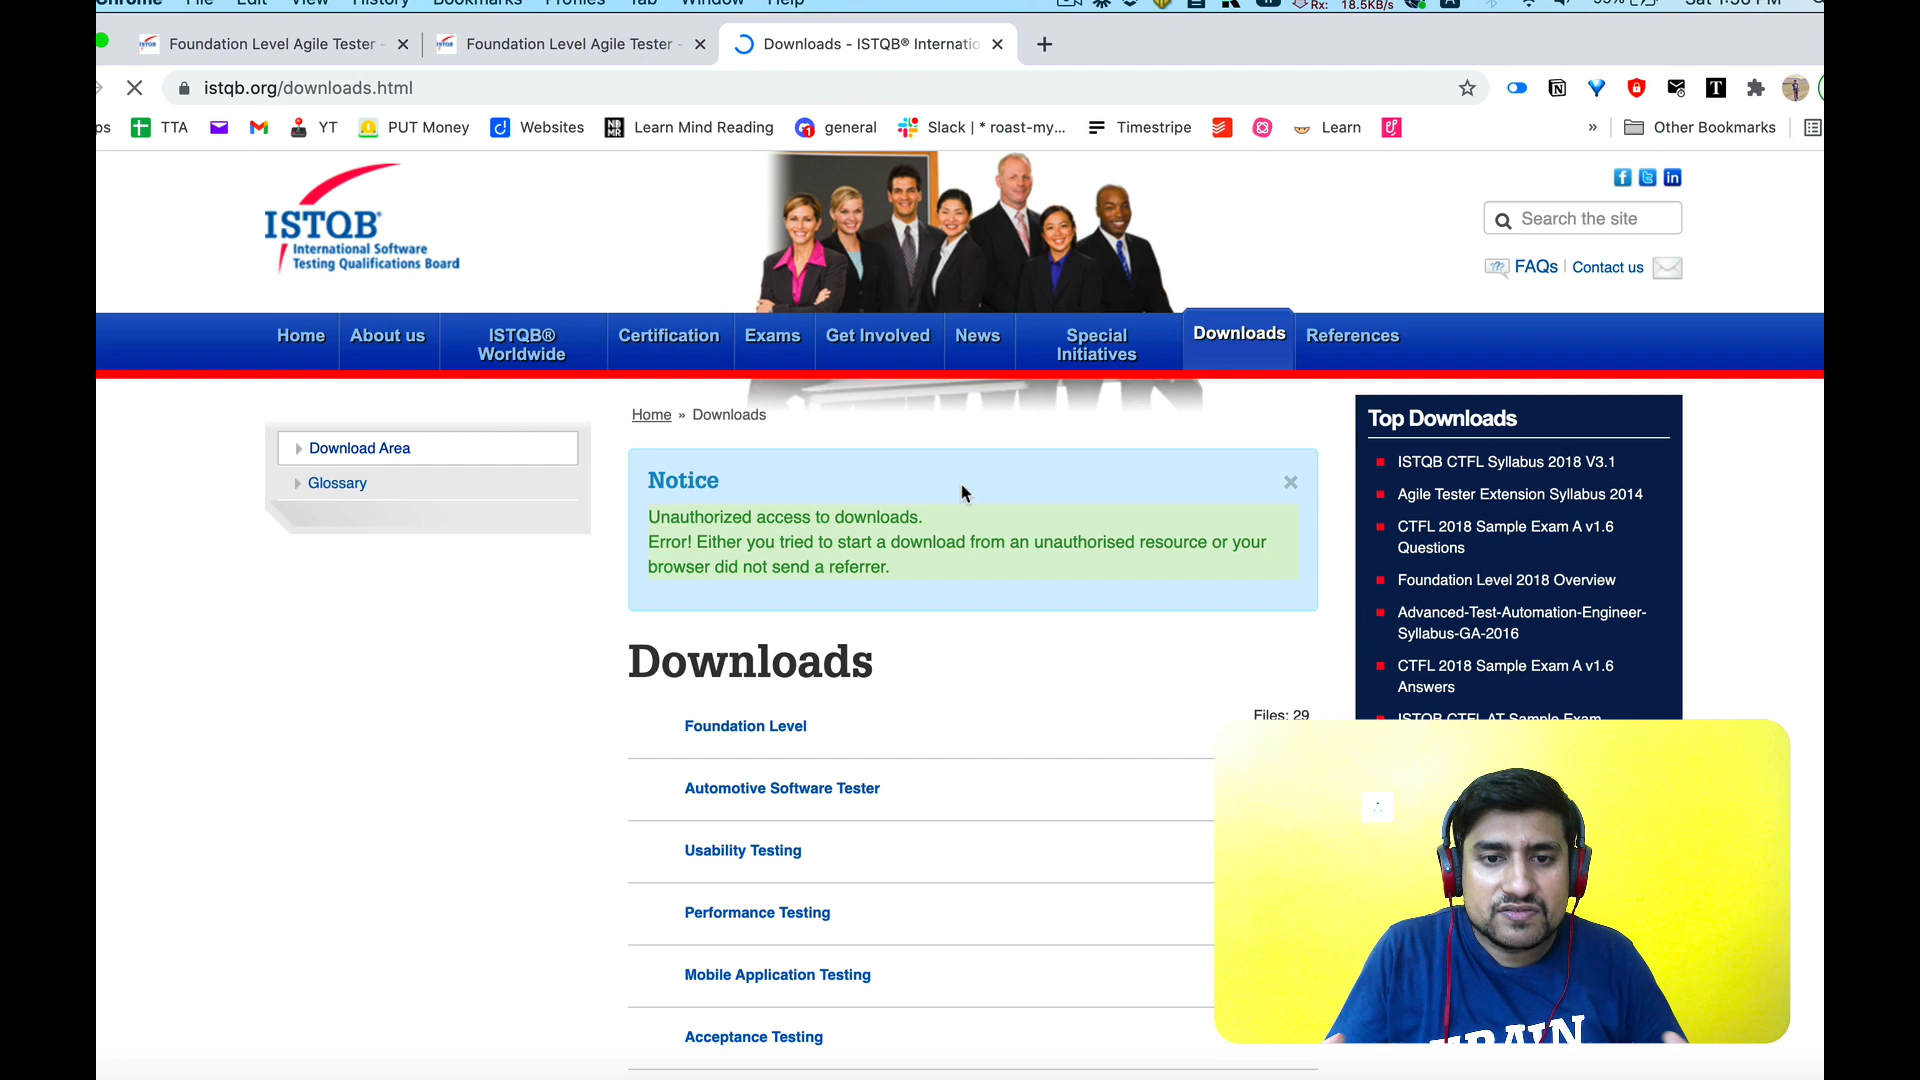 Chrome File Edit View History Bookmarks Profiles Tab Window Help Rx: 18.5KB/s
Foundation Level Agile Tester - Foundation Level Agile Tester - Downloads - ISTQB® Internatio
istqb.org/downloads.html
ps TTA YT PUT Money Websites Learn Mind Reading general Slack | * roast-my... Timestripe Learn » Other Bookmarks
ISTQB®
International Software
Testing Qualifications Board
Search the site
FAQs | Contact us
Home About us ISTQB® Worldwide Certification Exams Get Involved News Special Initiatives Downloads References
Home » Downloads
Download Area
Glossary
Notice
Unauthorized access to downloads.
Error! Either you tried to start a download from an unauthorised resource or your
browser did not send a referrer.
Downloads
Files: 29
Foundation Level
Automotive Software Tester
Usability Testing
Performance Testing
Mobile Application Testing
Acceptance Testing
Top Downloads
ISTQB CTFL Syllabus 2018 V3.1
Agile Tester Extension Syllabus 2014
CTFL 2018 Sample Exam A v1.6
Questions
Foundation Level 2018 Overview
Advanced-Test-Automation-Engineer-
Syllabus-GA-2016
CTFL 2018 Sample Exam A v1.6
Answers
ISTQB CTFL AT Sample Exam